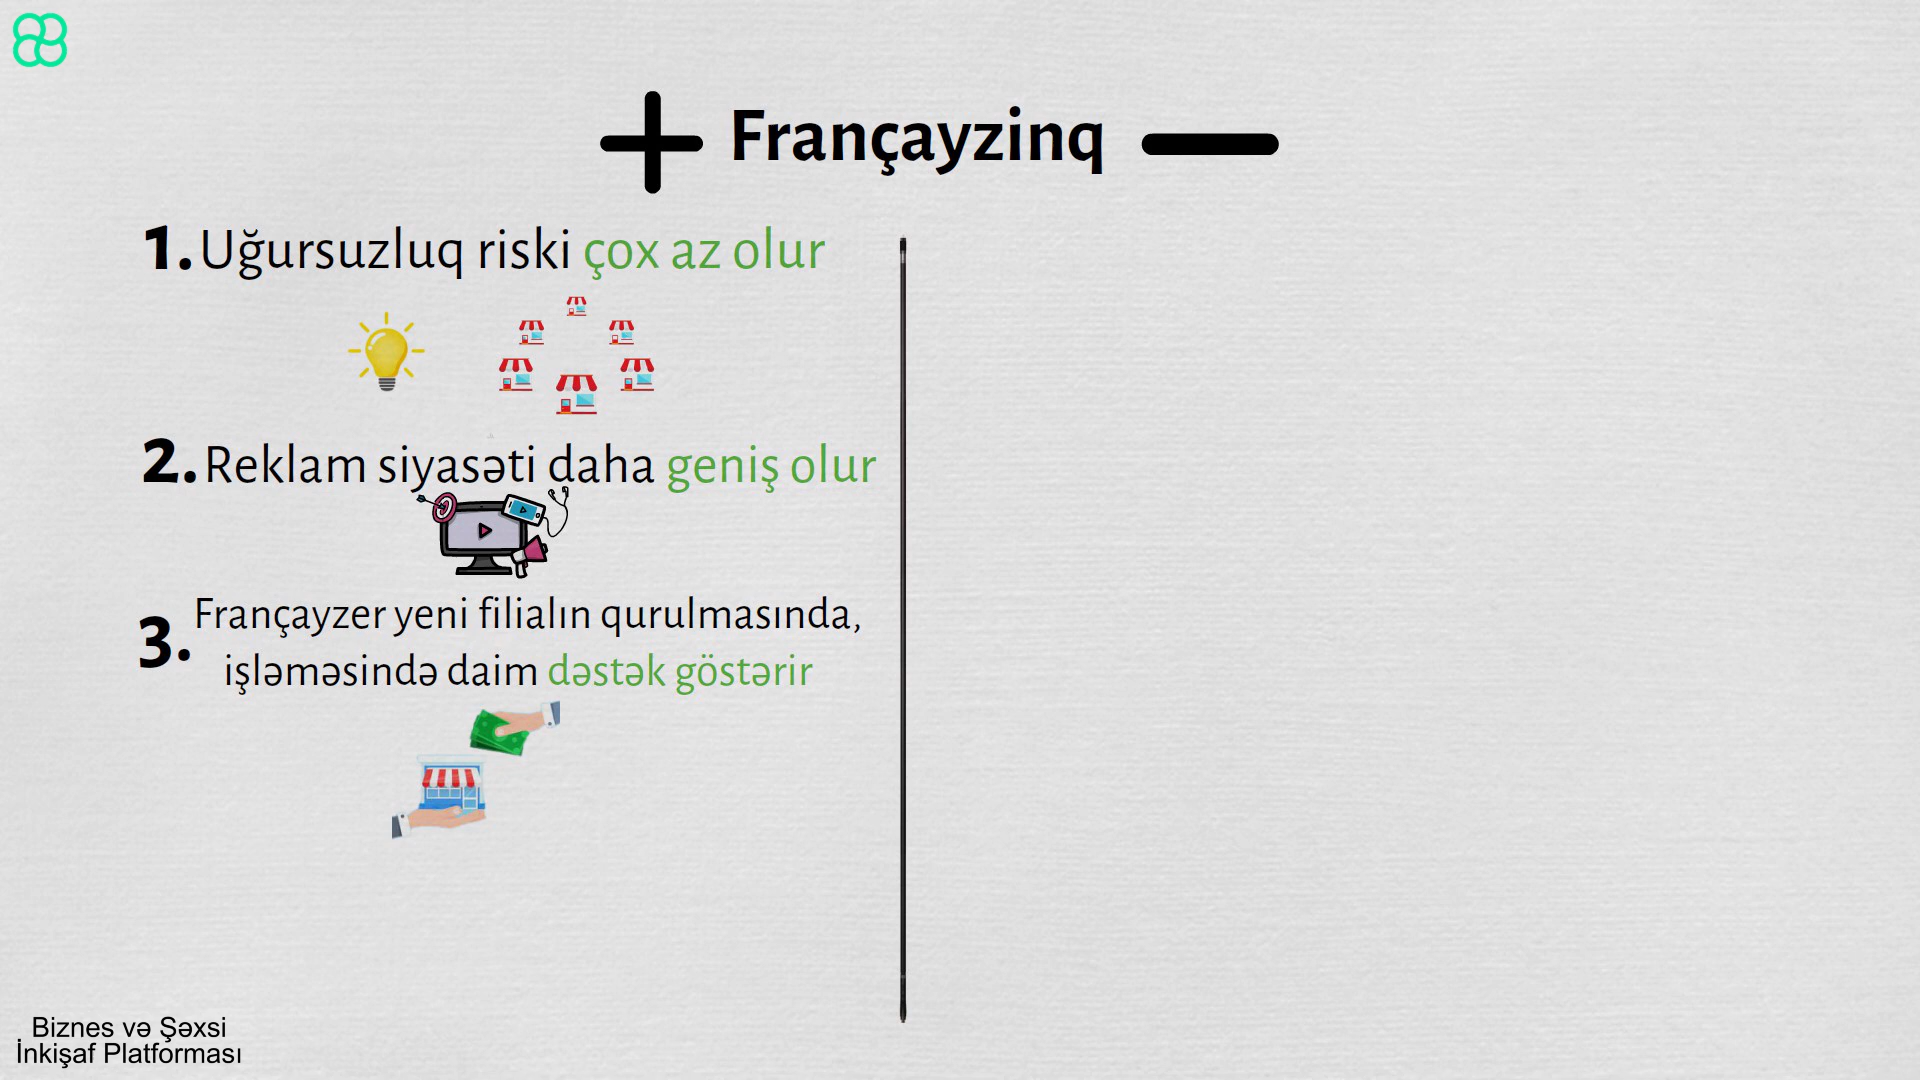 Françayzinq
1. Uğursuzluq riski çox az olur
2. Reklam siyasəti daha geniş olur
3. Françayzer yeni filialın qurulmasında,
işləməsində daim dəstək göstərir
Biznes və Şəxsi
İnkişaf Platforması